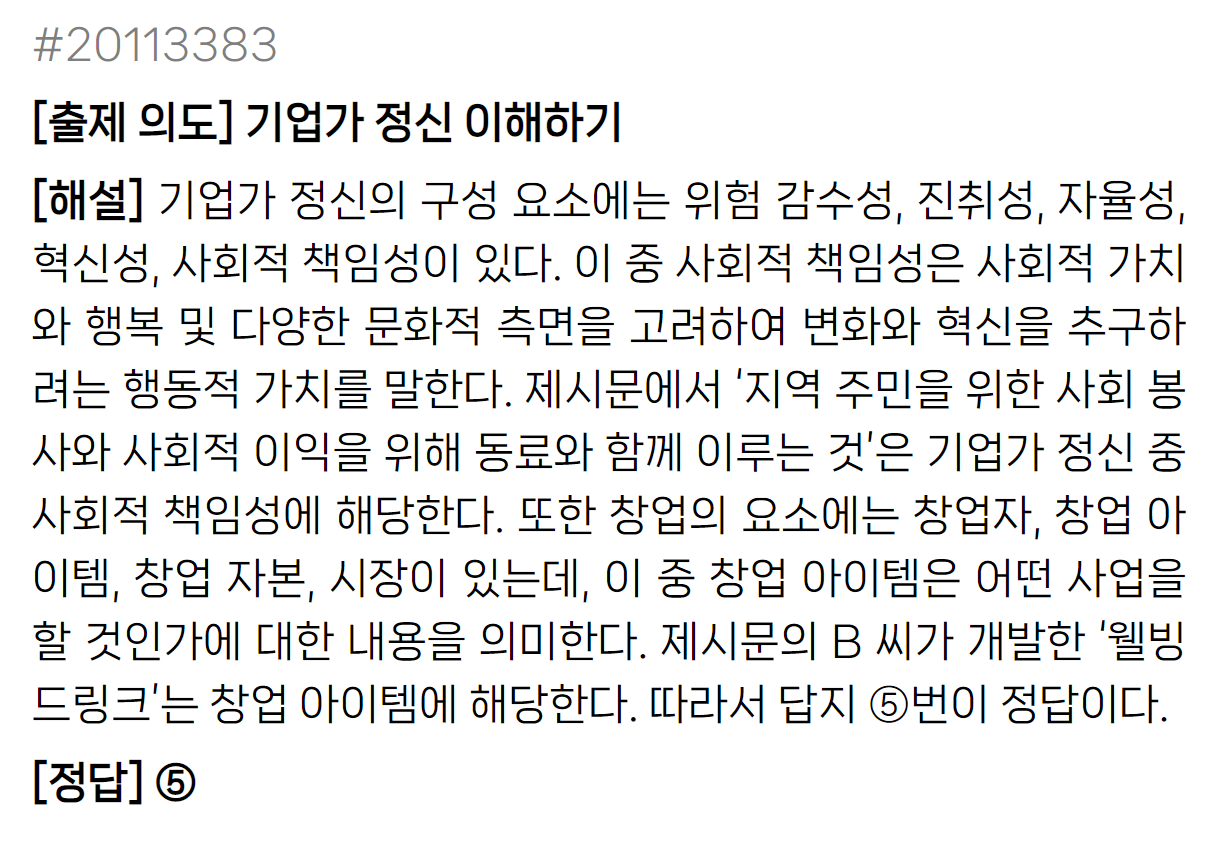 #20113383
[출제 의도] 기업가 정신 이해하기
[해설] 기업가 정신의 구성 요소에는 위험 감수성, 진취성, 자율성,
혁신성, 사회적 책임성이 있다. 이 중 사회적 책임성은 사회적 가치
와 행복 및 다양한 문화적 측면을 고려하여 변화와 혁신을 추구하
려는 행동적 가치를 말한다. 제시문에서 '지역 주민을 위한 사회 봉
사와 사회적 이익을 위해 동료와 함께 이루는 것'은 기업가 정신 중
사회적 책임성에 해당한다. 또한 창업의 요소에는 창업자, 창업 아
이템, 창업 자본, 시장이 있는데, 이 중 창업 아이템은 어떤 사업을
할 것인가에 대한 내용을 의미한다. 제시문의 B 씨가 개발한 '웰빙
드링크'는 창업 아이템에 해당한다. 따라서 답지 ⑤번이 정답이다.
[정답] ⑤